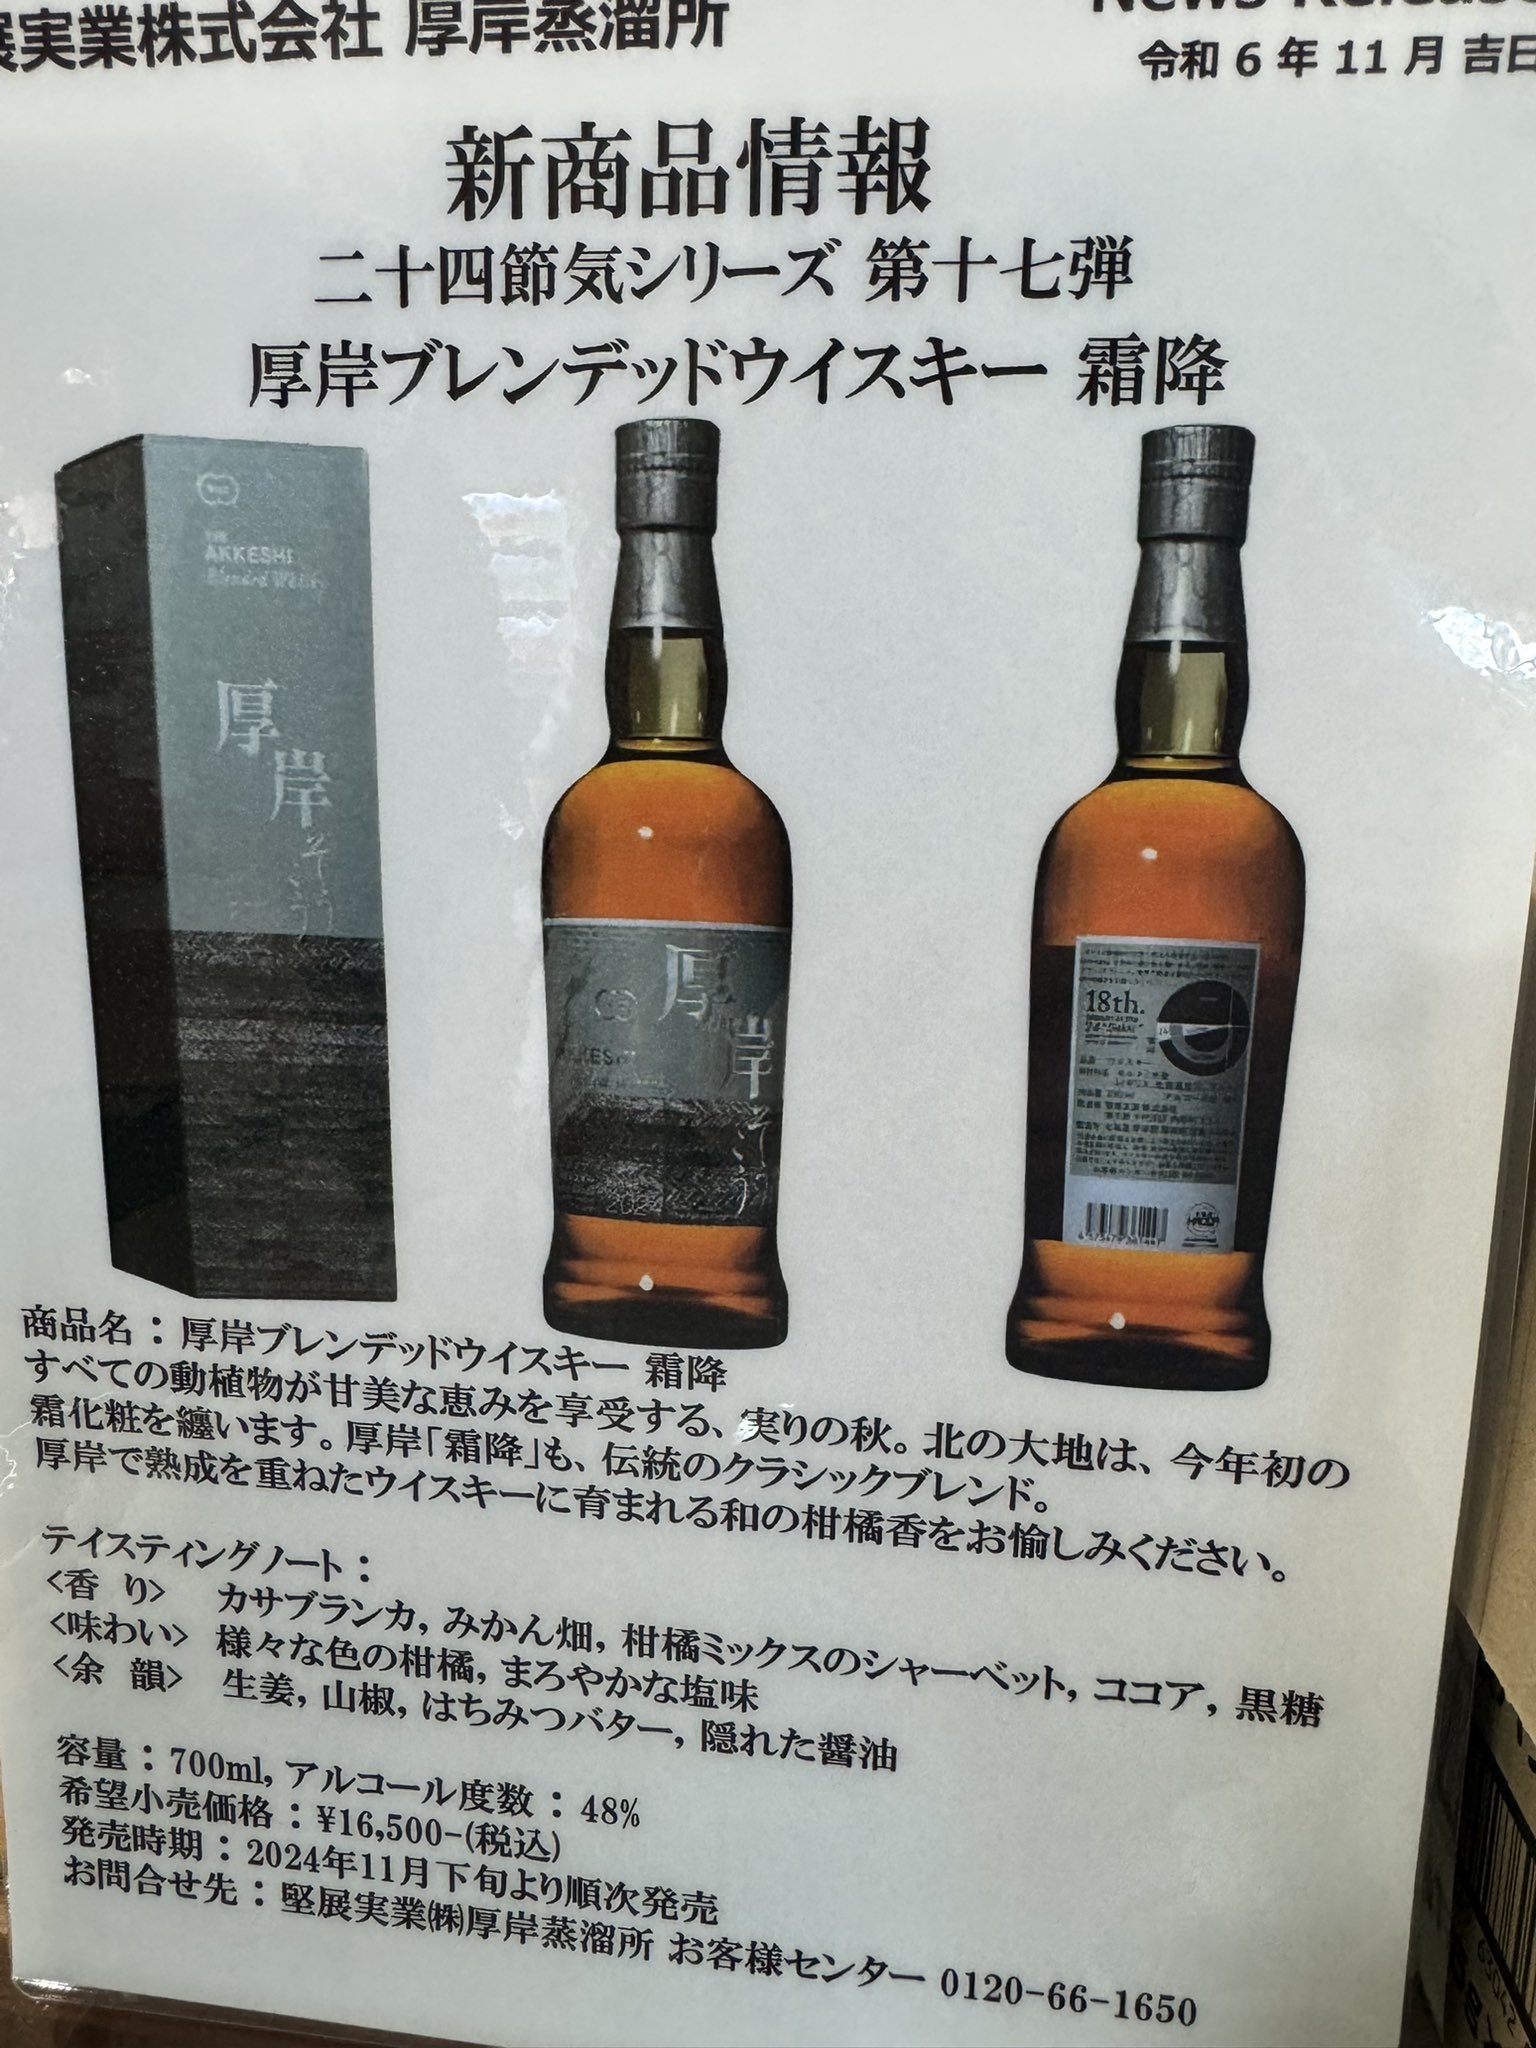 展実業株式会社 厚岸蒸溜所
News Release
令和 6 年 11 月 吉日
新商品情報
二十四節気シリーズ 第十七弾
厚岸ブレンデッドウイスキー 霜降
THE
AKKESHI
Blended Whisky
厚岸
そうこう
厚岸
AKKESHI
そうこう
2024
18th.
商品名：厚岸ブレンデッドウイスキー 霜降
すべての動植物が甘美な恵みを享受する、実りの秋。北の大地は、今年初の
霜化粧を纏います。厚岸「霜降」も、伝統のクラシックブレンド。
厚岸で熟成を重ねたウイスキーに育まれる和の柑橘香をお愉しみください。
テイスティングノート：
<香 り> カサブランカ, みかん畑, 柑橘ミックスのシャーベット, ココア, 黒糖
<味わい> 様々な色の柑橘, まろやかな塩味
<余 韻> 生姜, 山椒, はちみつバター, 隠れた醤油
容量：700ml, アルコール度数：48%
希望小売価格：¥16,500-(税込)
発売時期：2024年11月下旬より順次発売
お問合せ先：堅展実業㈱厚岸蒸溜所 お客様センター 0120-66-1650